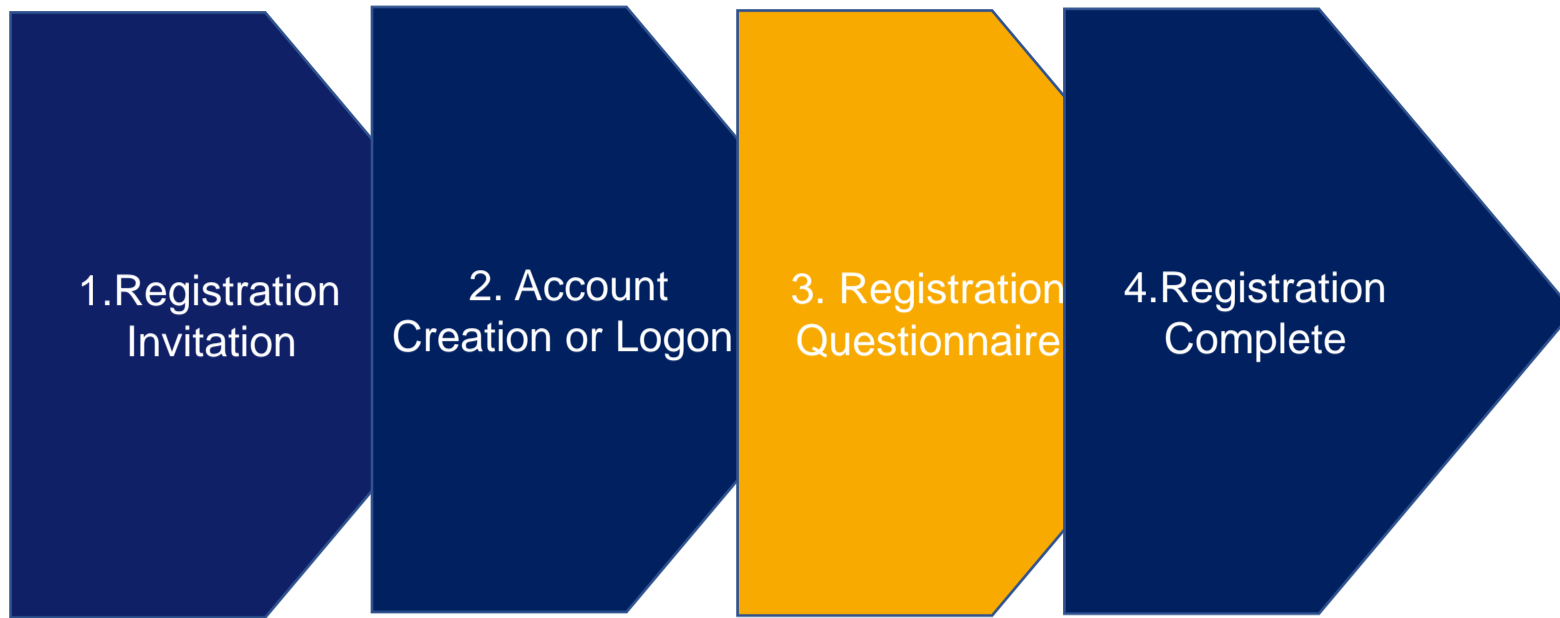 1.Registration
Invitation
2. Account
Creation or Logon
3. Registration
Questionnaire
4.Registration
Complete